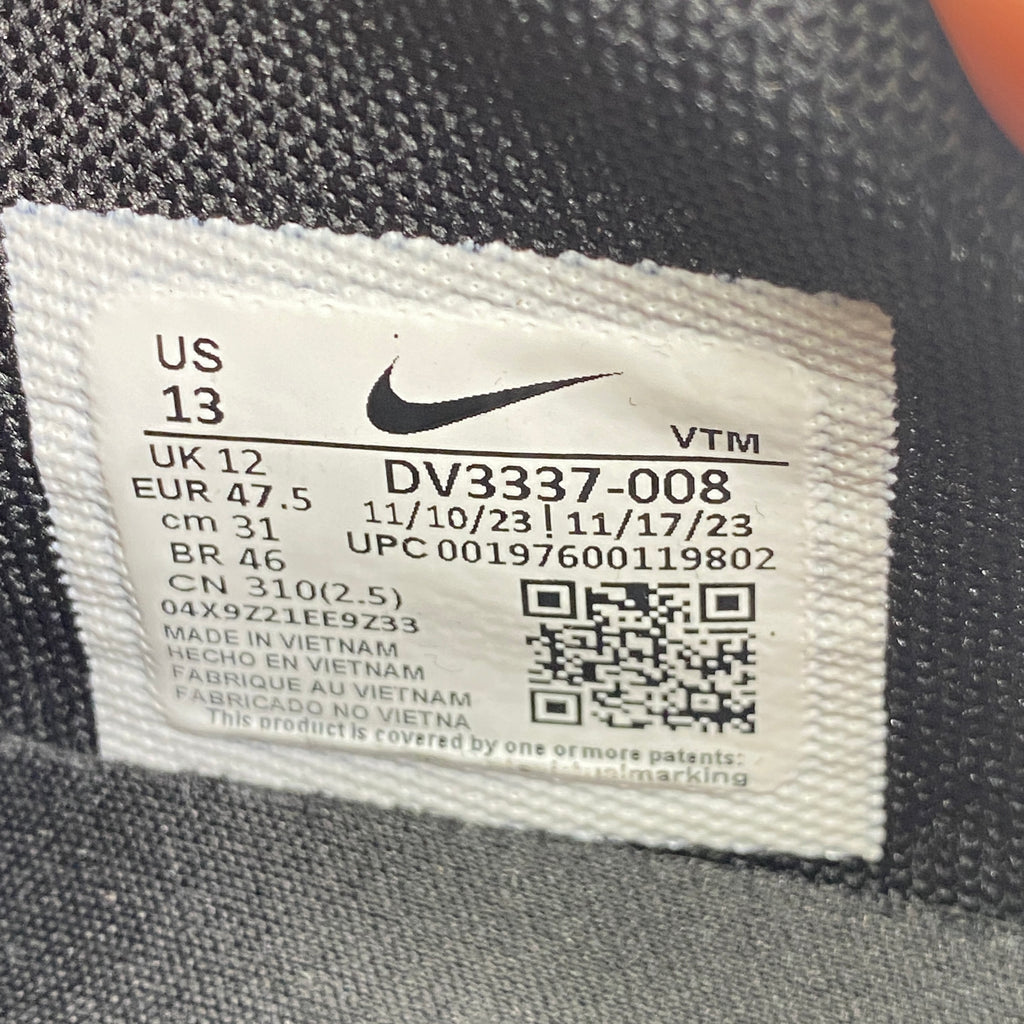 US
13
VTM
UK 12
EUR 47.5
cm 31
BR 46
CN 310(2.5)
DV3337-008
11/10/23 ! 11/17/23
UPC 00197600119802
04X9Z21EE9Z33
MADE IN VIETNAM
HECHO EN VIETNAM
FABRIQUE AU VIETNAM
FABRICADO NO VIETNA
This product is covered by one or more patents: